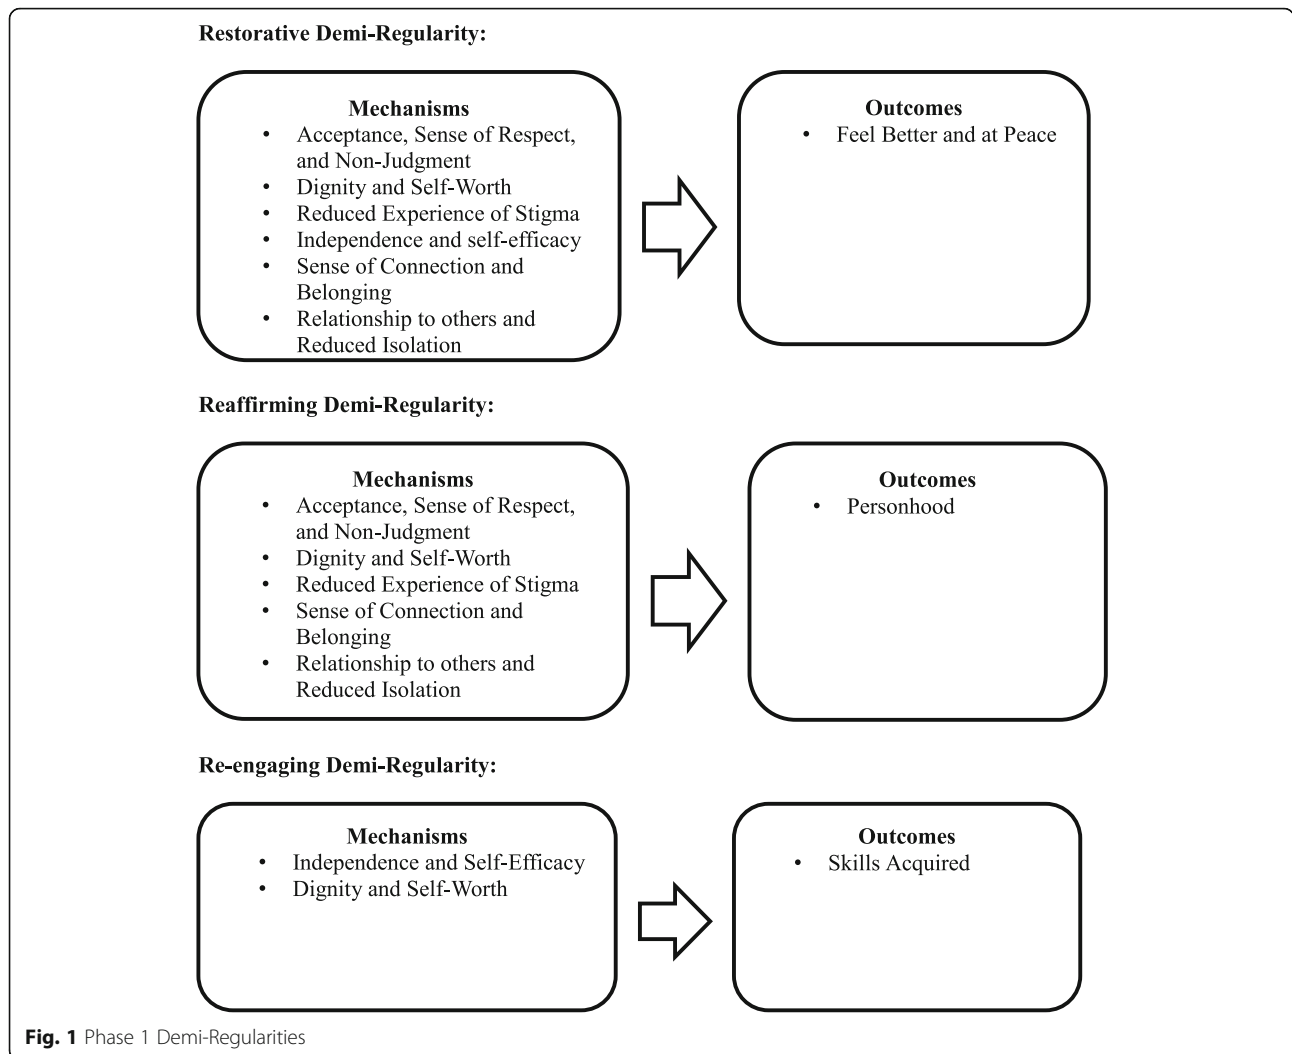 Restorative Demi-Regularity:
Mechanisms
• Acceptance, Sense of Respect,
and Non-Judgment
• Dignity and Self-Worth
• Reduced Experience of Stigma
• Independence and self-efficacy
• Sense of Connection and
Belonging
• Relationship to others and
Reduced Isolation
Outcomes
• Feel Better and at Peace
Reaffirming Demi-Regularity:
Mechanisms
• Acceptance, Sense of Respect,
and Non-Judgment
• Dignity and Self-Worth
• Reduced Experience of Stigma
• Sense of Connection and
Belonging
• Relationship to others and
Reduced Isolation
Outcomes
• Personhood
Re-engaging Demi-Regularity:
Mechanisms
• Independence and Self-Efficacy
• Dignity and Self-Worth
Outcomes
• Skills Acquired
Fig. 1 Phase 1 Demi-Regularities